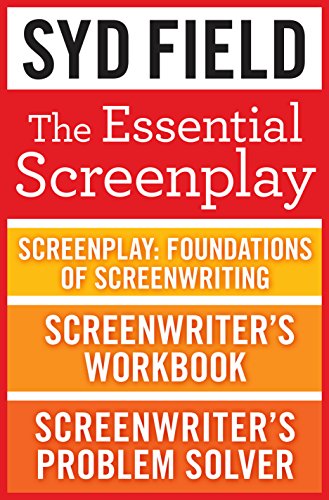 SYD FIELD
The Essential
Screenplay
SCREENPLAY: FOUNDATIONS
OF SCREENWRITING
SCREENWRITER'S
WORKBOOK
SCREENWRITER'S
PROBLEM SOLVER